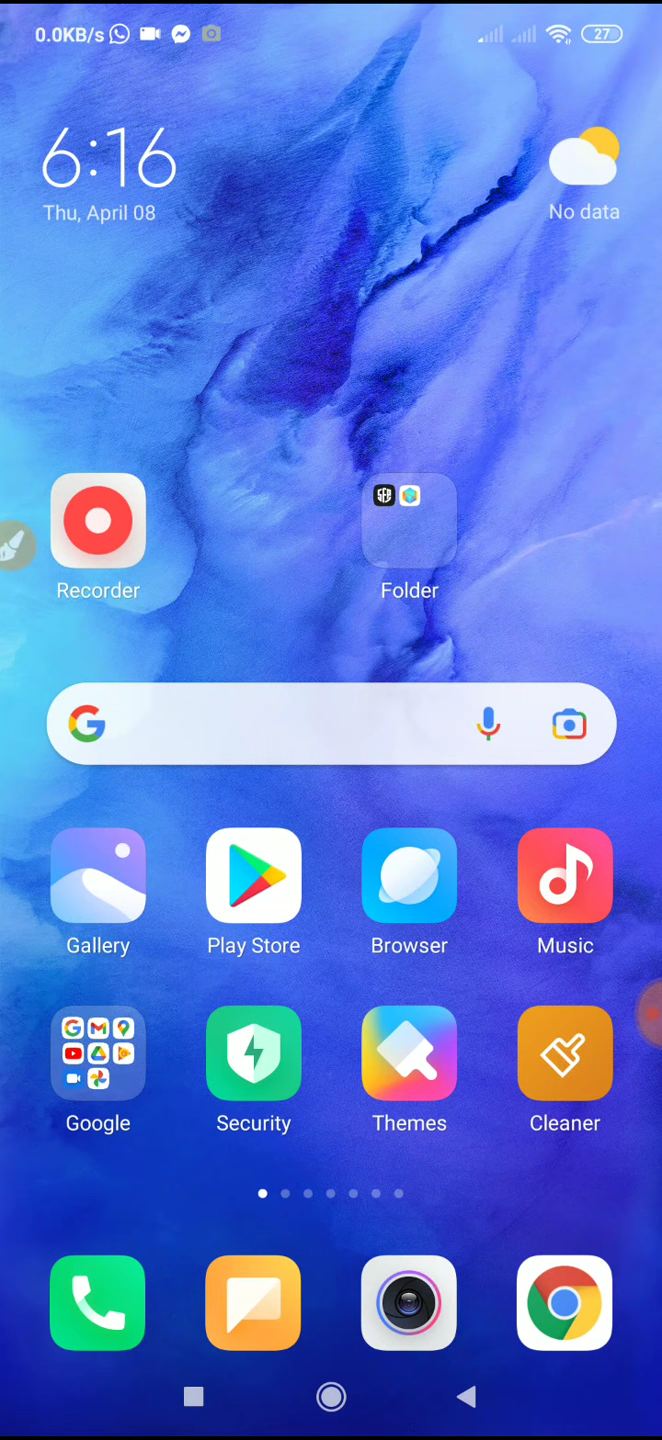 0.0KB/s
27
6:16
Thu, April 08
No data
Recorder
Folder
Gallery
Play Store
Browser
Music
Google
Security
Themes
Cleaner